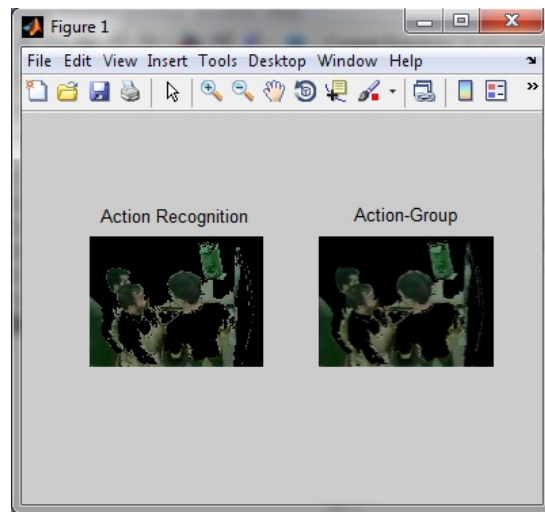 Figure 1
File Edit View Insert Tools Desktop Window Help
Action Recognition
Action-Group